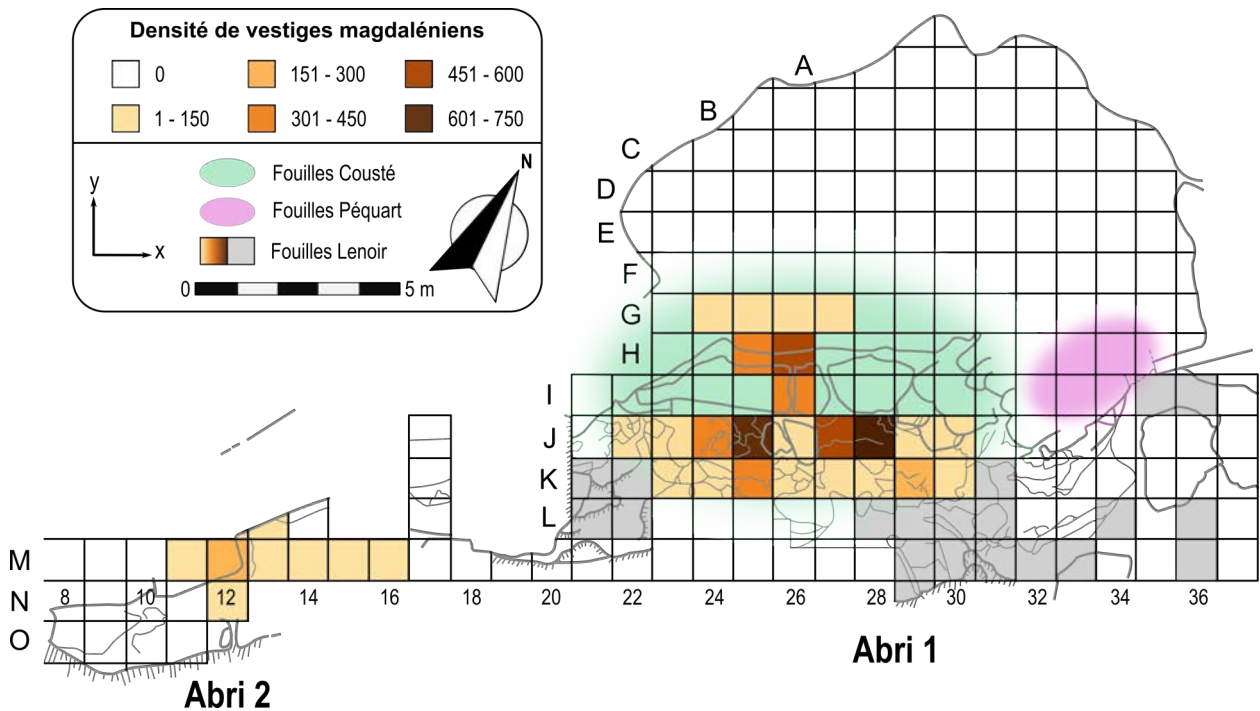 Densité de vestiges magdaléniens
0 151 - 300 451 - 600
1 - 150 301 - 450 601 - 750
y
x
Fouilles Cousté
Fouilles Péquart
Fouilles Lenoir
N
0 5 m
A
B
C
D
E
F
G
H
I
J
K
L
M
N
O
8 10 12 14 16 18 20 22 24 26 28 30 32 34 36
Abri 1
Abri 2